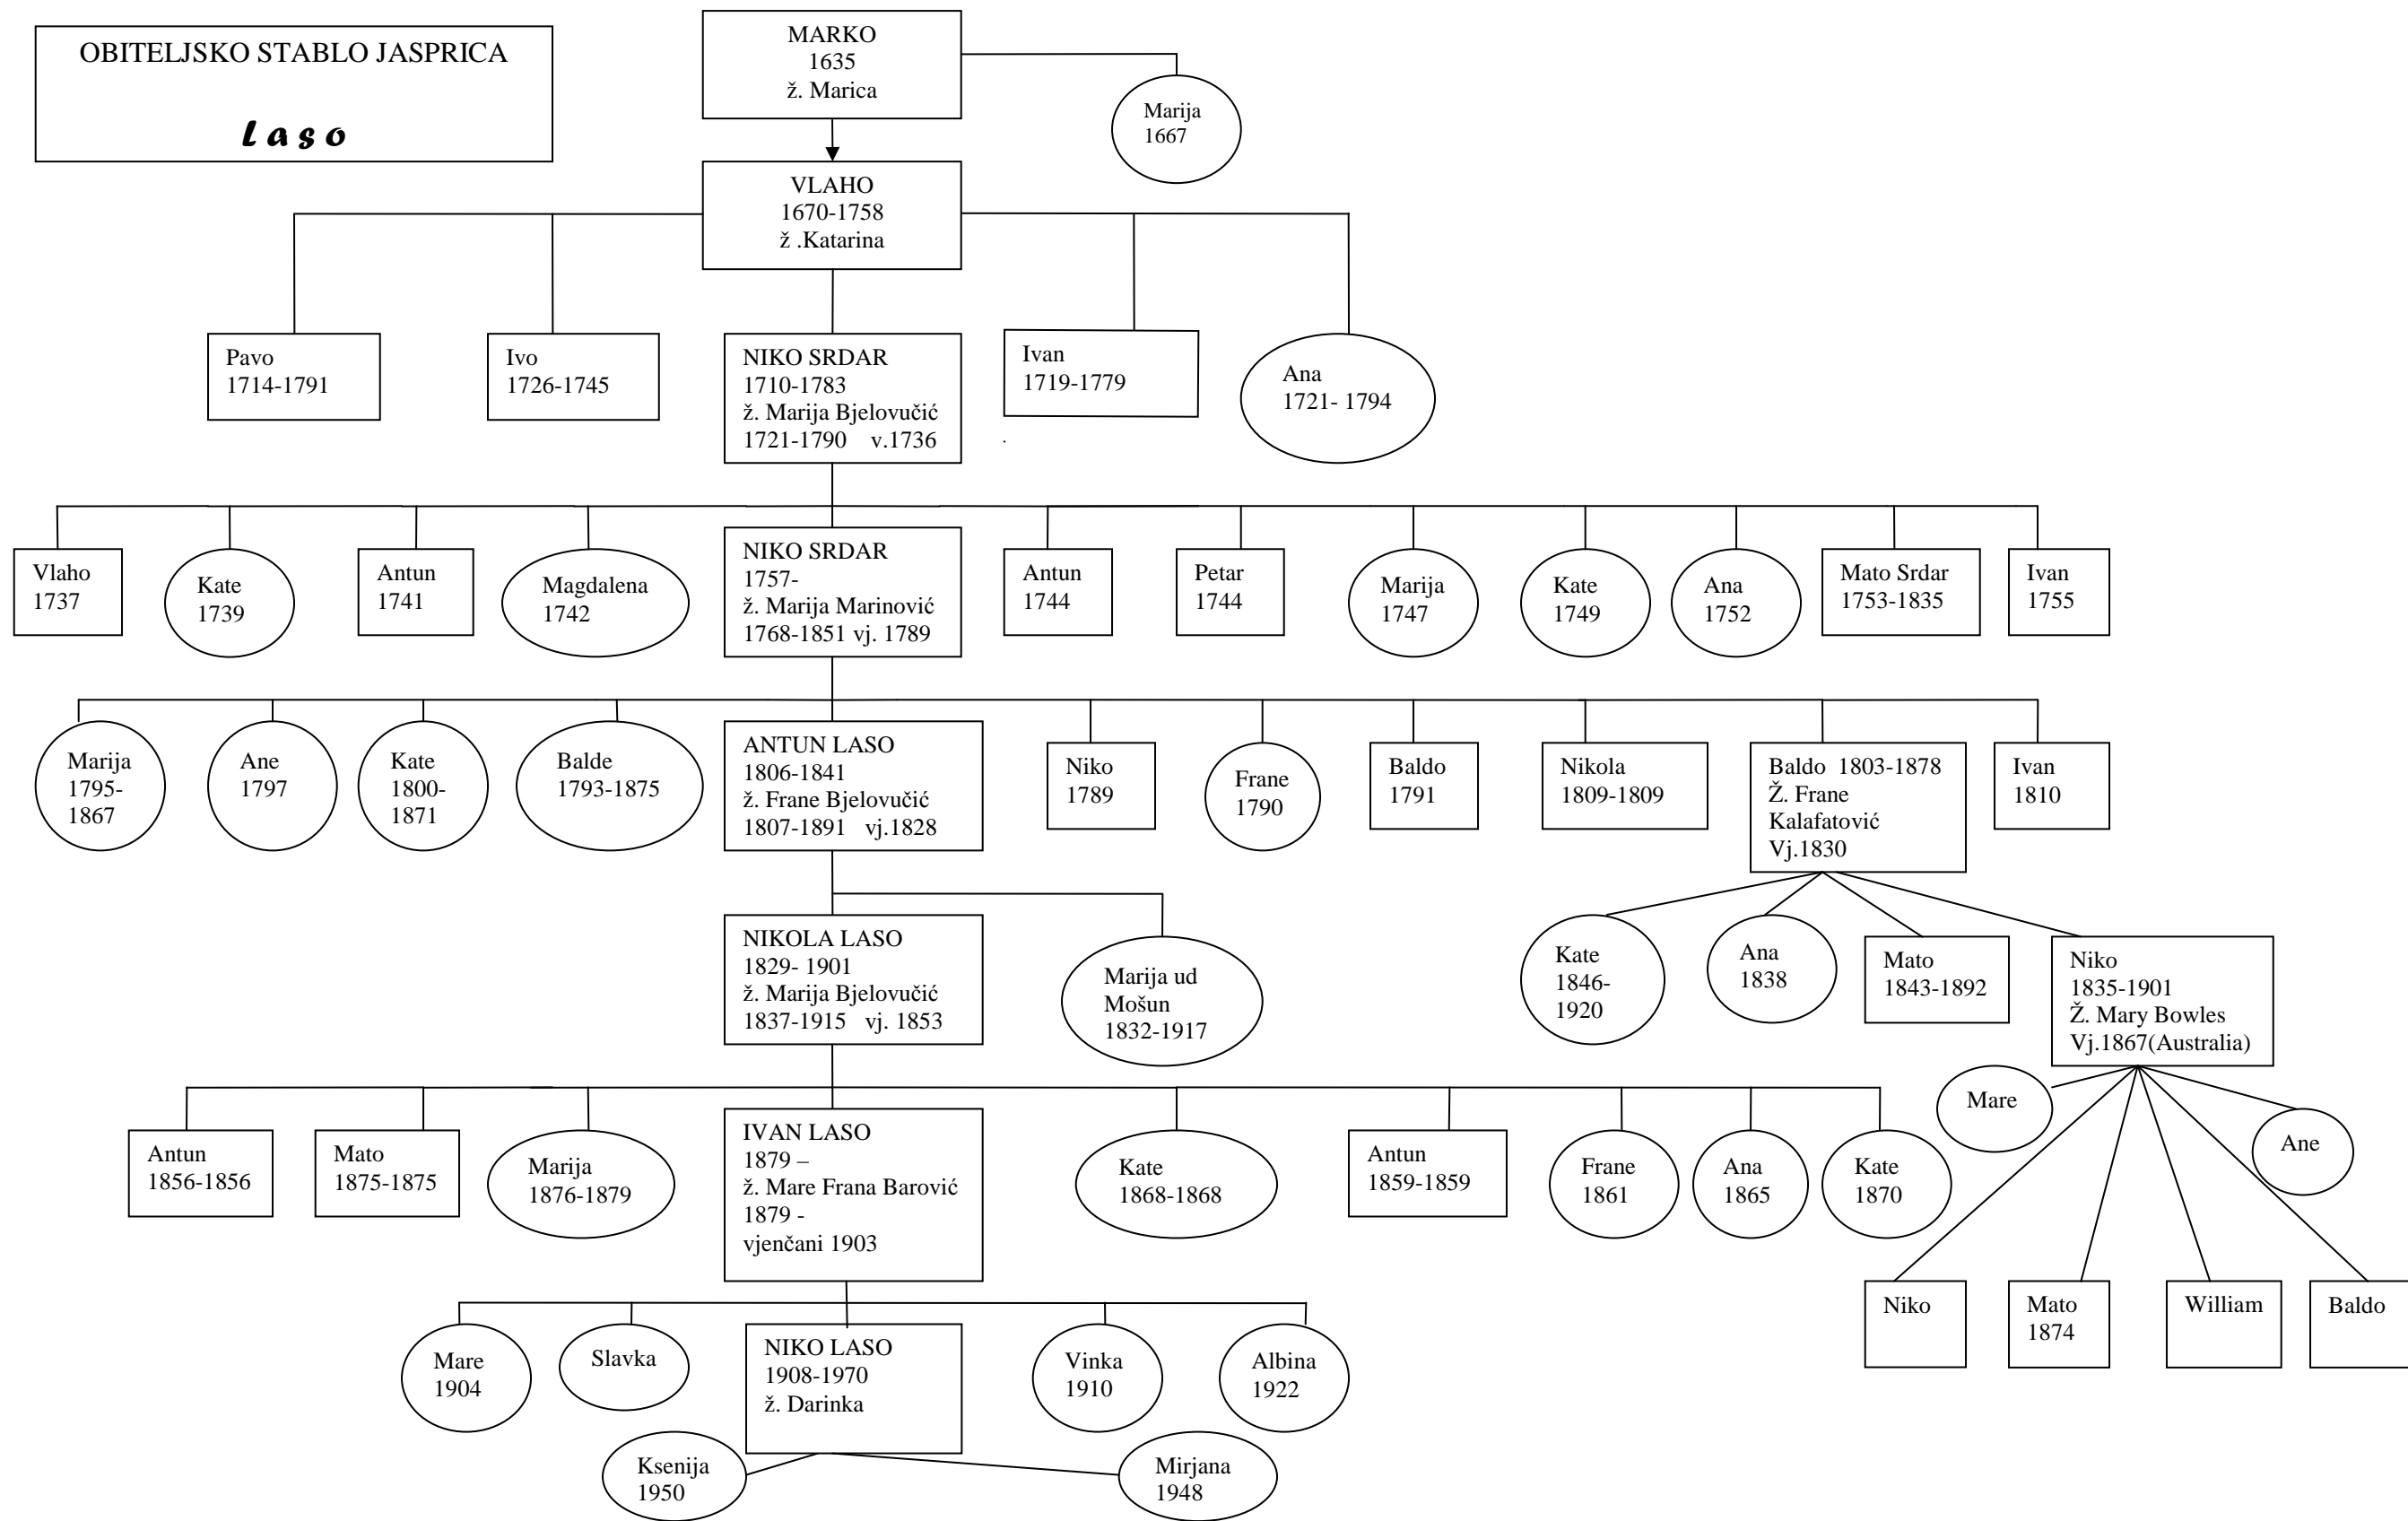 OBITELJSKO STABLO JASPRICA
laso
MARKO
1635
ž. Marica
Marija
1667
VLAHO
1670-1758
ž .Katarina
Pavo
1714-1791
Ivo
1726-1745
NIKO SRDAR
1710-1783
ž. Marija Bjelovučić
1721-1790 v.1736
Ivan
1719-1779
.
Ana
1721- 1794
Vlaho
1737
Kate
1739
Antun
1741
Magdalena
1742
NIKO SRDAR
1757-
ž. Marija Marinović
1768-1851 vj. 1789
Antun
1744
Petar
1744
Marija
1747
Kate
1749
Ana
1752
Mato Srdar
1753-1835
Ivan
1755
Marija
1795-
1867
Ane
1797
Kate
1800-
1871
Balde
1793-1875
ANTUN LASO
1806-1841
ž. Frane Bjelovučić
1807-1891 vj.1828
Niko
1789
Frane
1790
Baldo
1791
Nikola
1809-1809
Baldo 1803-1878
Ž. Frane
Kalafatović
Vj.1830
Ivan
1810
NIKOLA LASO
1829- 1901
ž. Marija Bjelovučić
1837-1915 vj. 1853
Marija ud
Mošun
1832-1917
Kate
1846-
1920
Ana
1838
Mato
1843-1892
Niko
1835-1901
Ž. Mary Bowles
Vj.1867(Australia)
Antun
1856-1856
Mato
1875-1875
Marija
1876-1879
IVAN LASO
1879 –
ž. Mare Frana Barović
1879 -
vjenčani 1903
Kate
1868-1868
Antun
1859-1859
Frane
1861
Ana
1865
Kate
1870
Mare
Ane
Niko
Mato
1874
William
Baldo
Mare
1904
Slavka
NIKO LASO
1908-1970
ž. Darinka
Vinka
1910
Albina
1922
Ksenija
1950
Mirjana
1948